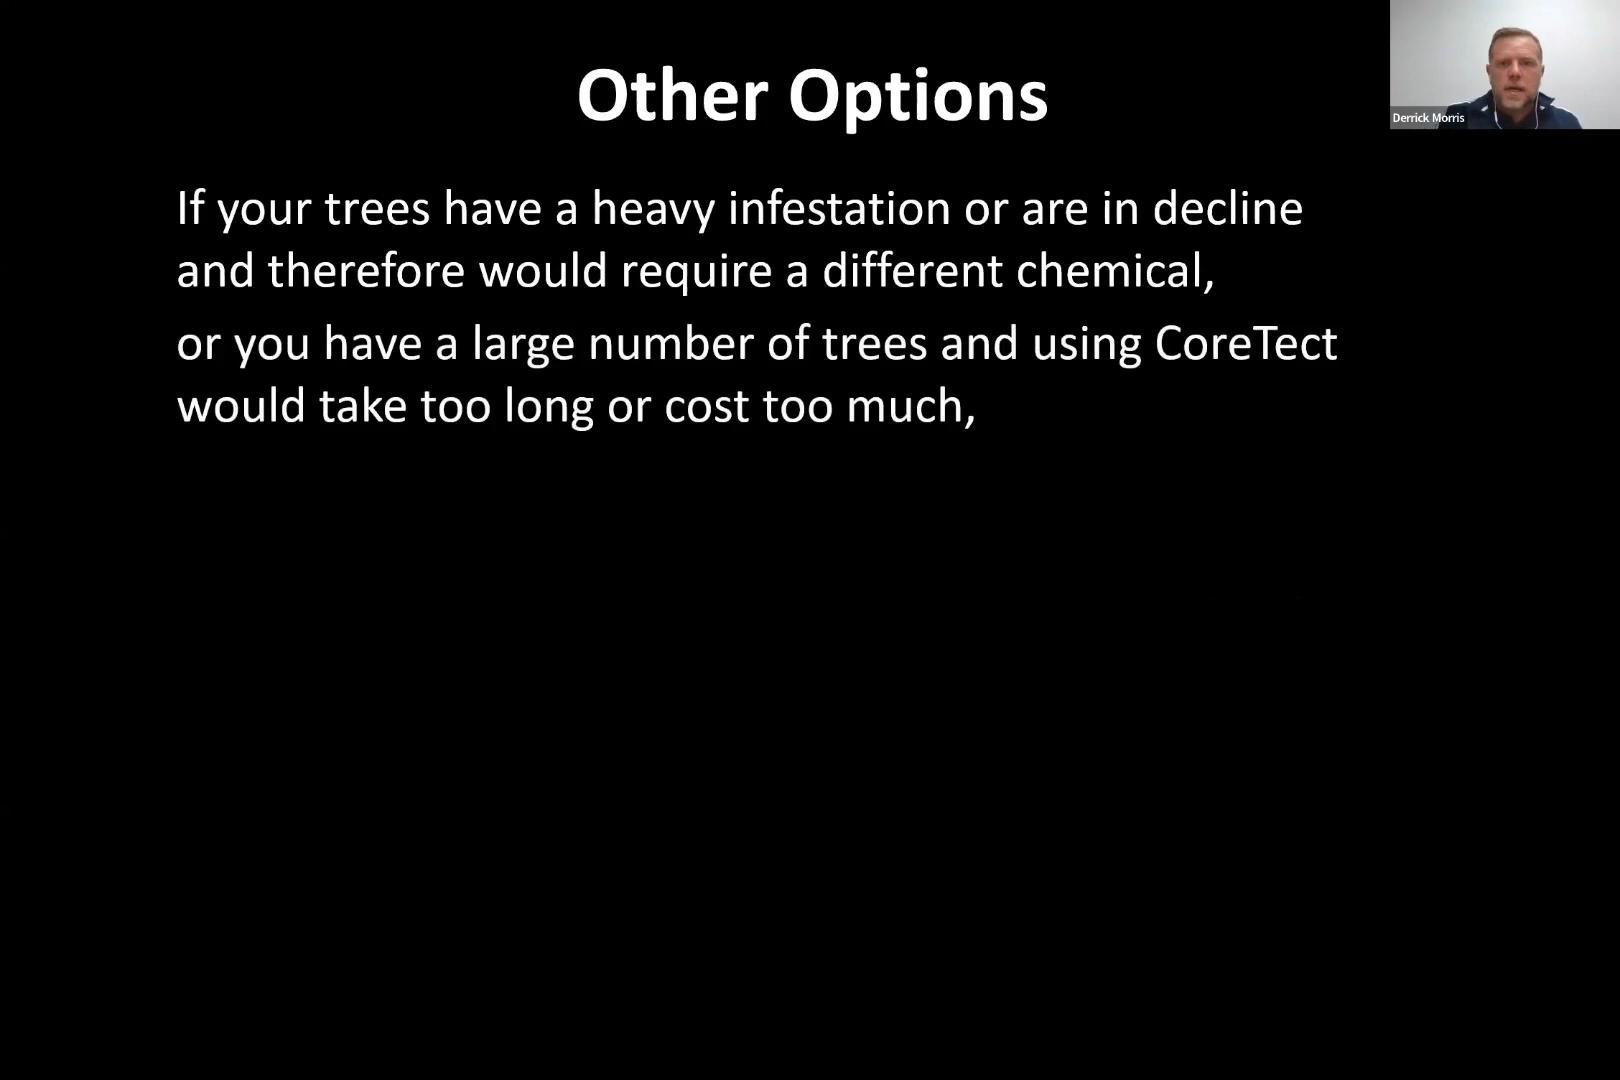 Other Options
Derrick Morris
If your trees have a heavy infestation or are in decline
and therefore would require a different chemical,
or you have a large number of trees and using CoreTect
would take too long or cost too much,